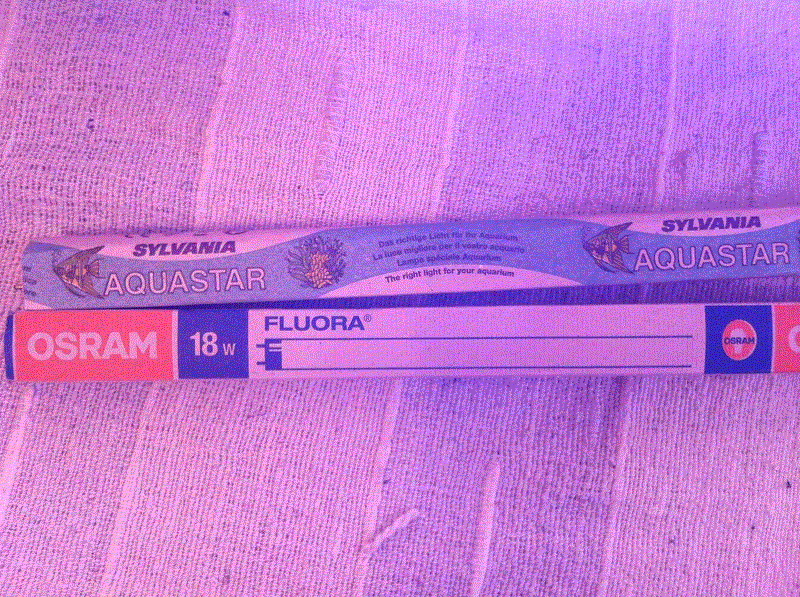 SYLVANIA
AQUASTAR
Das richtige Licht für Ihr Aquarium
La luce migliore per il vostro acquario
Lampe spéciale Aquarium
The right light for your aquarium
SYLVANIA
AQUASTAR
OSRAM
18 W
FLUORA®
OSRAM